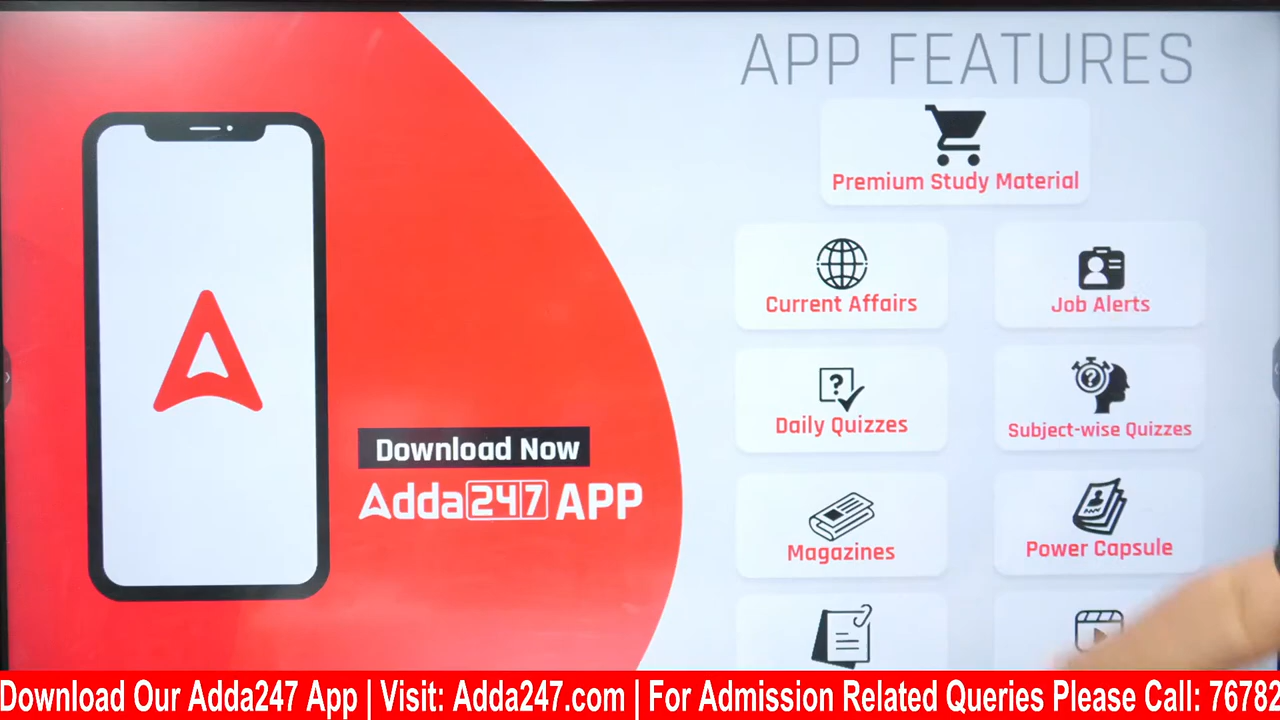 APP FEATURES
Premium Study Material
Current Affairs
Job Alerts
Daily Quizzes
Subject-wise Quizzes
Download Now
Adda247 APP
Magazines
Power Capsule
Download Our Adda247 App | Visit: Adda247.com | For Admission Related Queries Please Call: 76782